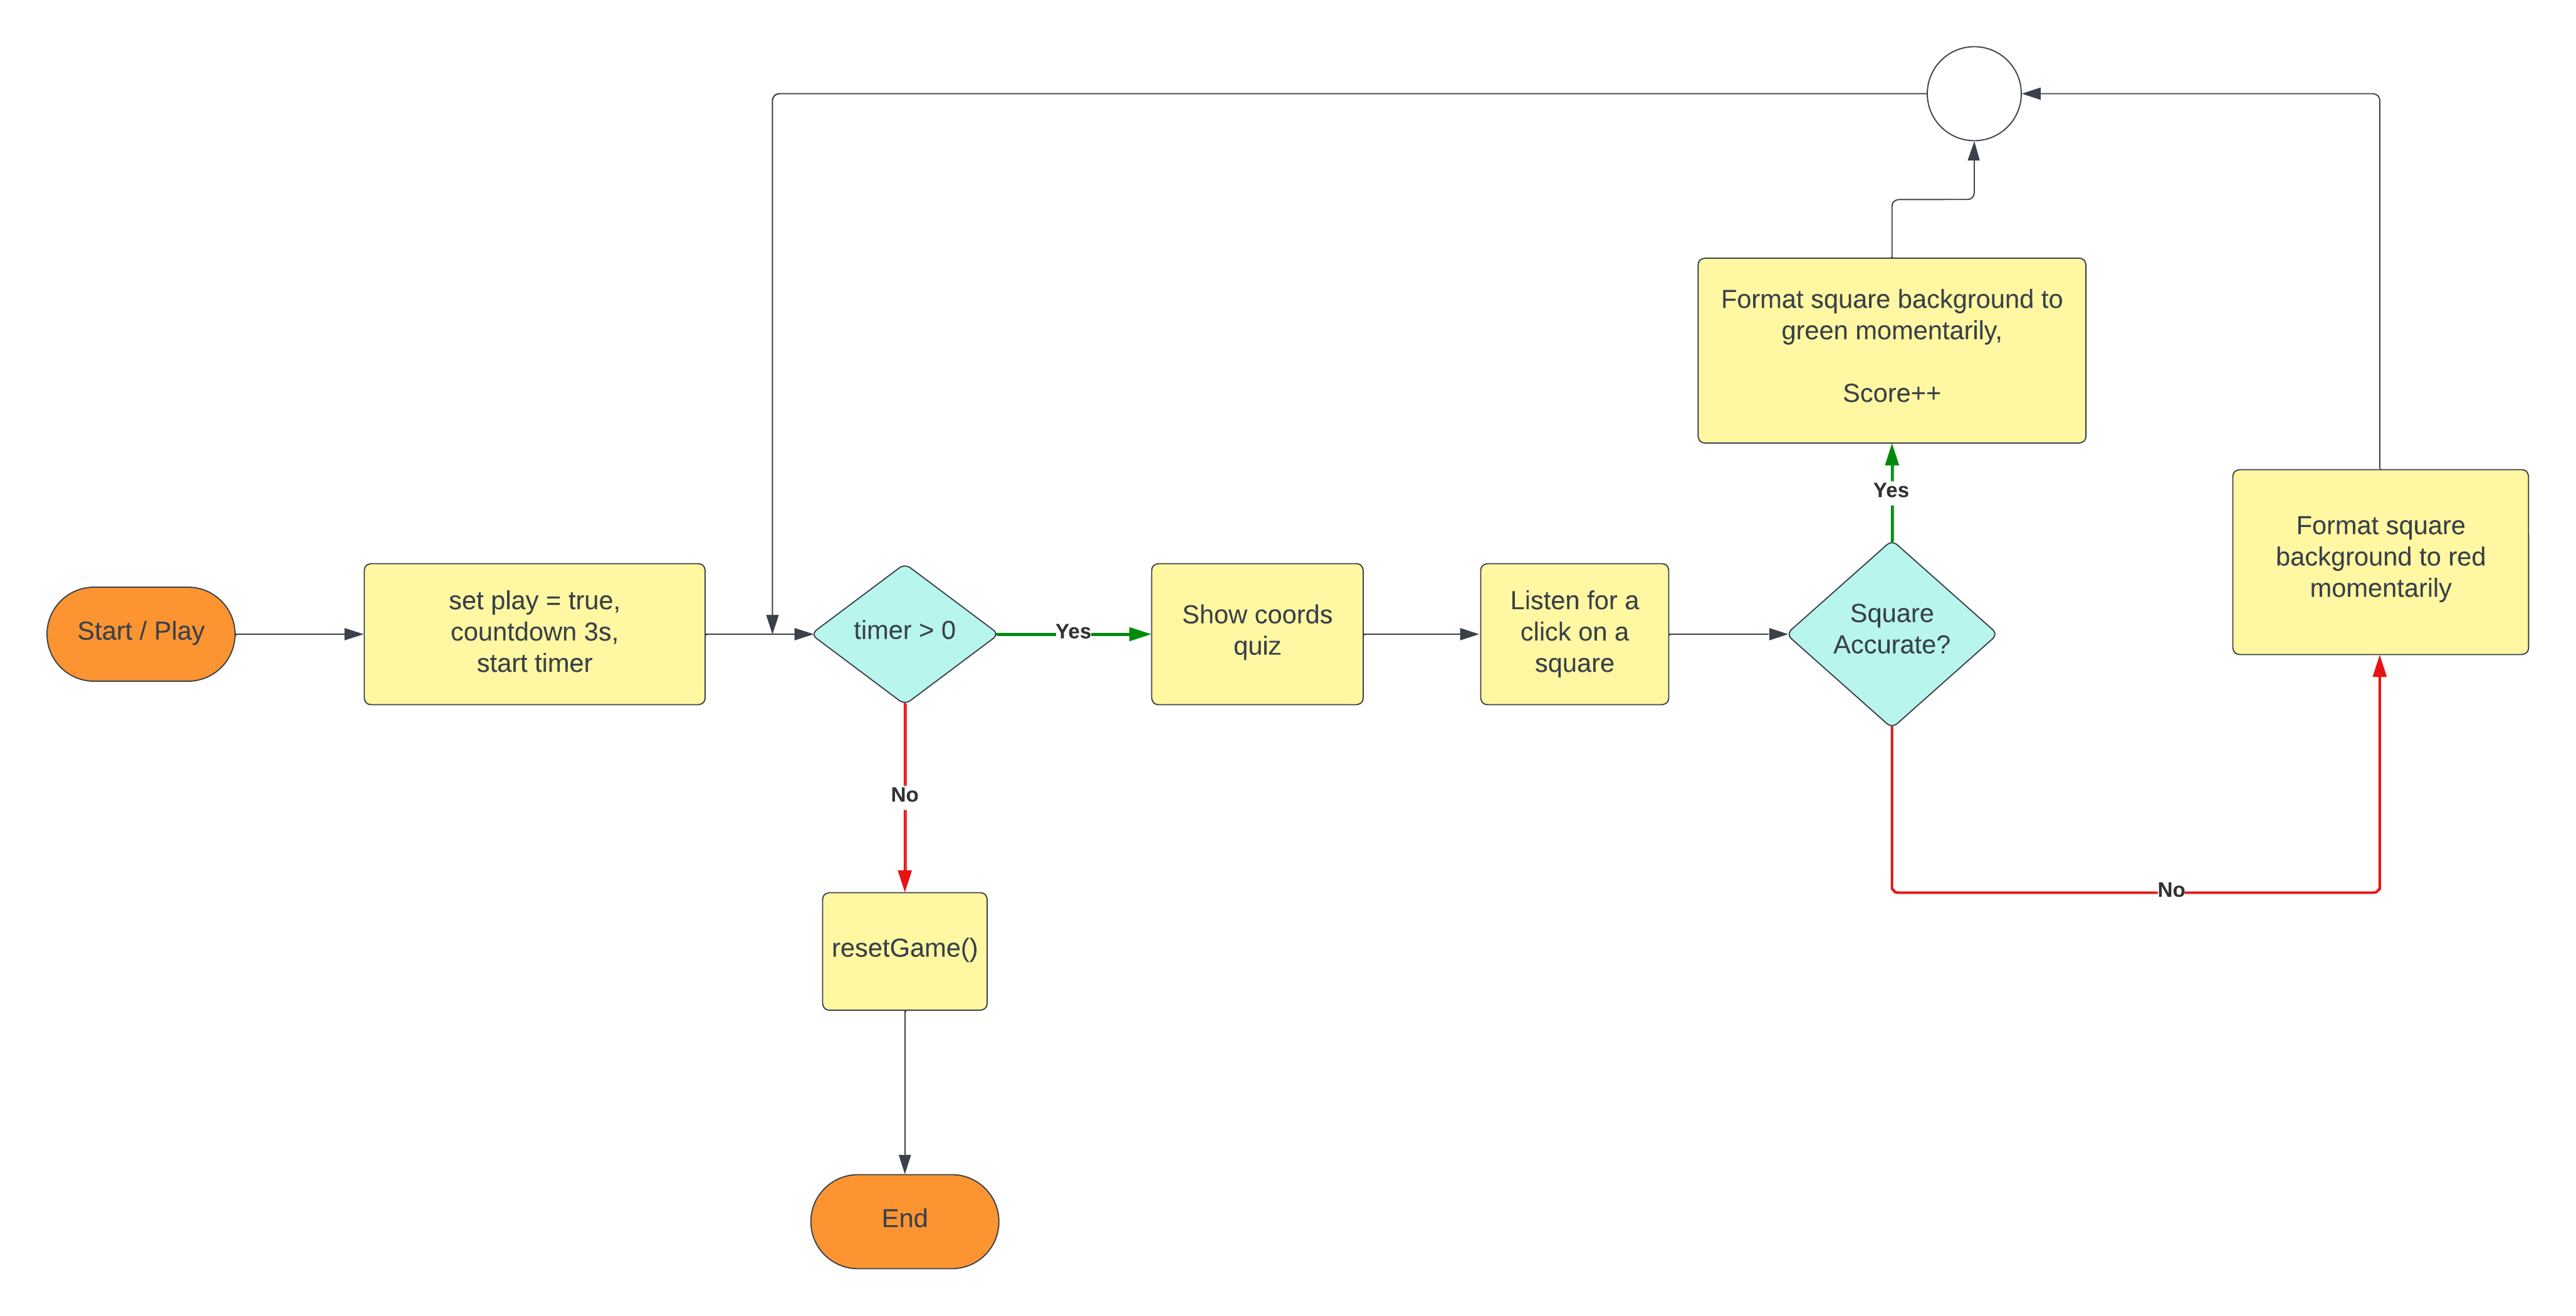 Start / Play
set play = true,
countdown 3s,
start timer
timer > 0
Yes
Show coords
quiz
Listen for a
click on a
square
Square
Accurate?
Yes
Format square background to
green momentarily,
Score++
No
Format square
background to red
momentarily
No
resetGame()
End